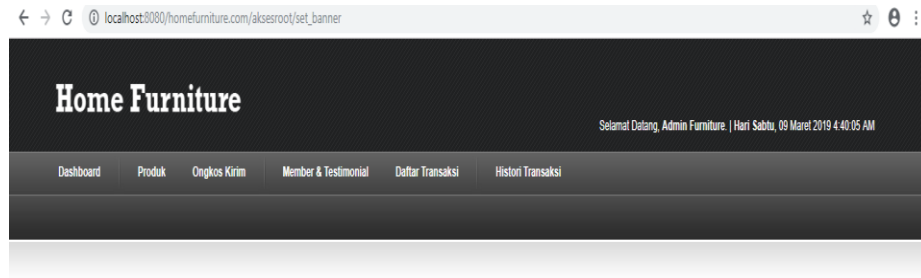 localhost:8080/homefurniture.com/aksesroot/set_banner
Home Furniture
Selamat Datang, Admin Furniture. | Hari Sabtu, 09 Maret 2019 4:40:05 AM
Dashboard Produk Ongkos Kirim Member & Testimonial Daftar Transaksi Histori Transaksi